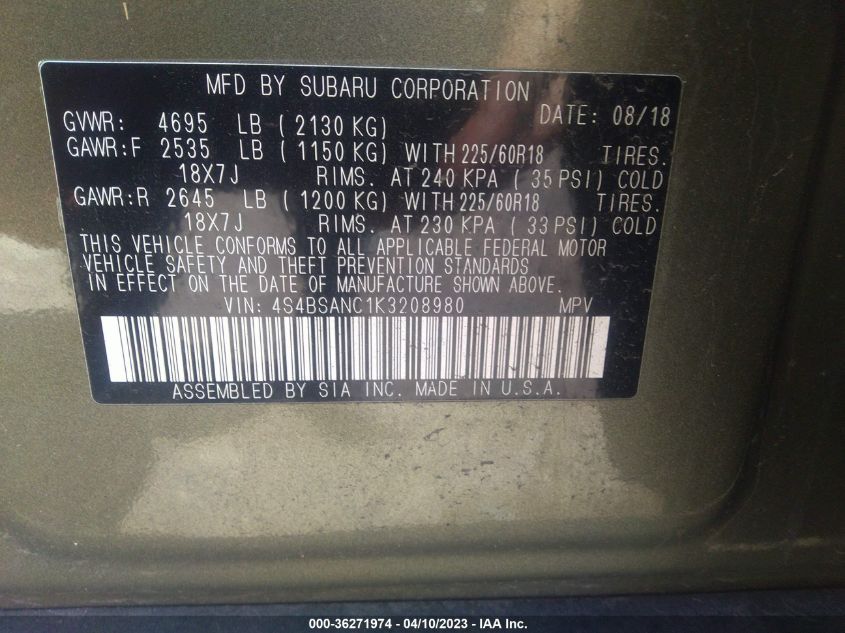 MFD BY SUBARU CORPORATION
DATE: 08/18
GVWR: 4695 LB ( 2130 KG)
GAWR:F 2535 LB ( 1150 KG) WITH 225/60R18 TIRES.
18X7J RIMS. AT 240 KPA ( 35 PSI) COLD
GAWR:R 2645 LB ( 1200 KG) WITH 225/60R18 TIRES.
18X7J RIMS. AT 230 KPA ( 33 PSI) COLD
THIS VEHICLE CONFORMS TO ALL APPLICABLE FEDERAL MOTOR
VEHICLE SAFETY AND THEFT PREVENTION STANDARDS
IN EFFECT ON THE DATE OF MANUFACTURE SHOWN ABOVE.
VIN: 4S4BSANC1K3208980 MPV
ASSEMBLED BY SIA INC. MADE IN U.S.A.
000-36271974 - 04/10/2023 - IAA Inc.